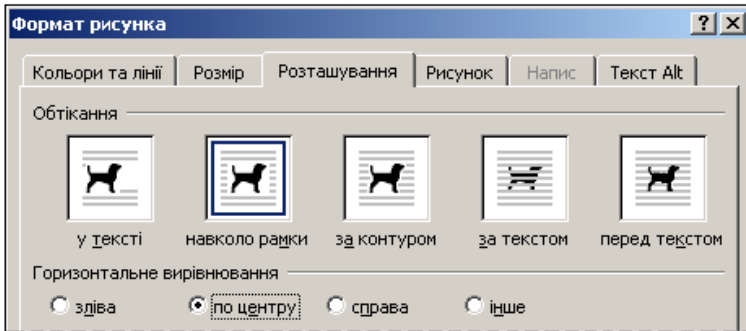 Формат рисунка
Кольори та лінії Розмір Розташування Рисунок Напис Текст Alt
Обтікання
у тексті навколо рамки за контуром за текстом перед текстом
Горизонтальне вирівнювання
зліва по центру справа інше